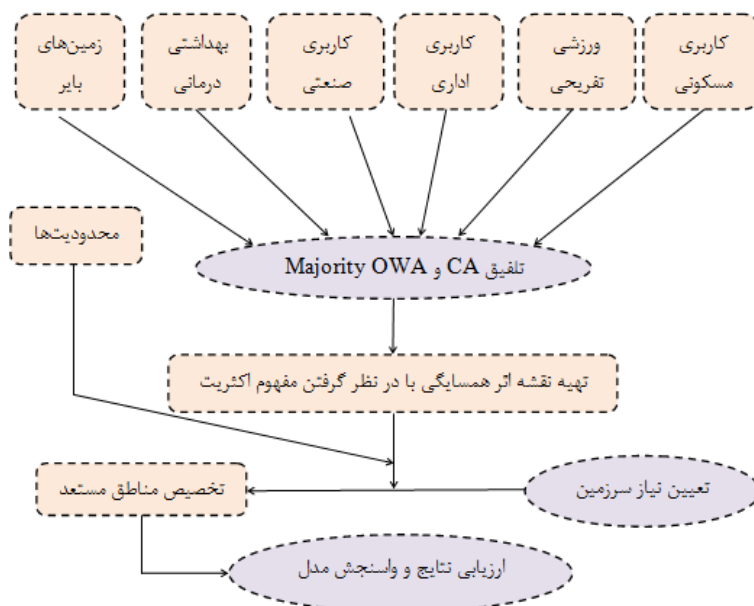 کاربری
مسکونی
ورزشی
تفریحی
کاربری
اداری
کاربری
صنعتی
بهداشتی
درمانی
زمین‌های
بایر
محدودیت‌ها
تلفیق CA و Majority OWA
تهیه نقشه اثر همسایگی با در نظر گرفتن مفهوم اکثریت
تعیین نیاز سرزمین
تخصیص مناطق مستعد
ارزیابی نتایج و واسنجش مدل